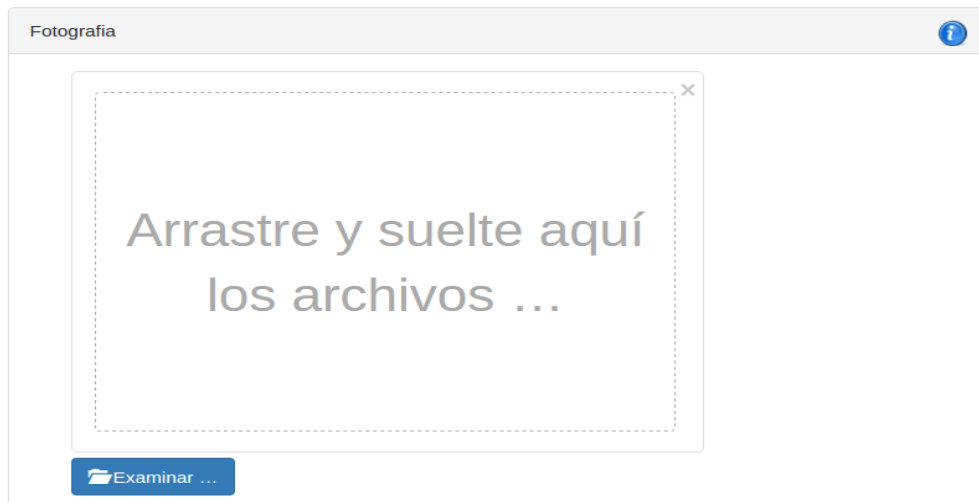 Fotografia
Arrastre y suelte aquí
los archivos …
Examinar …